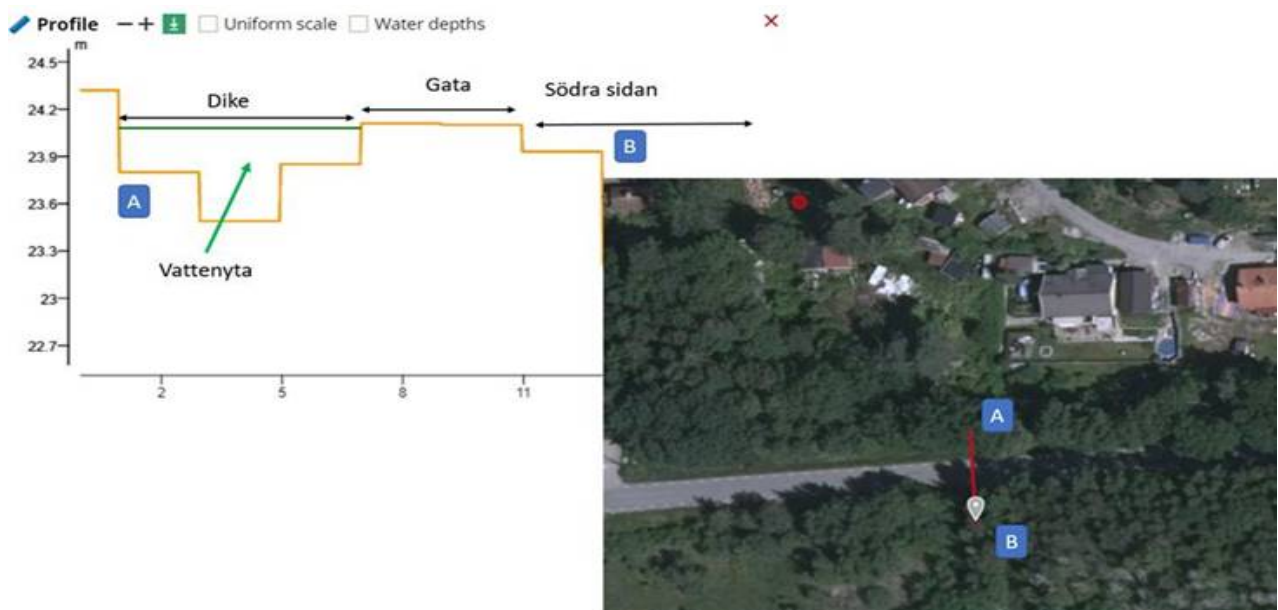 Profile − + Uniform scale Water depths ×
m
24.5
24.2
23.9
23.6
23.3
23
22.7
2 5 8 11
Dike
Gata
Södra sidan
A
B
Vattenyta
A
B